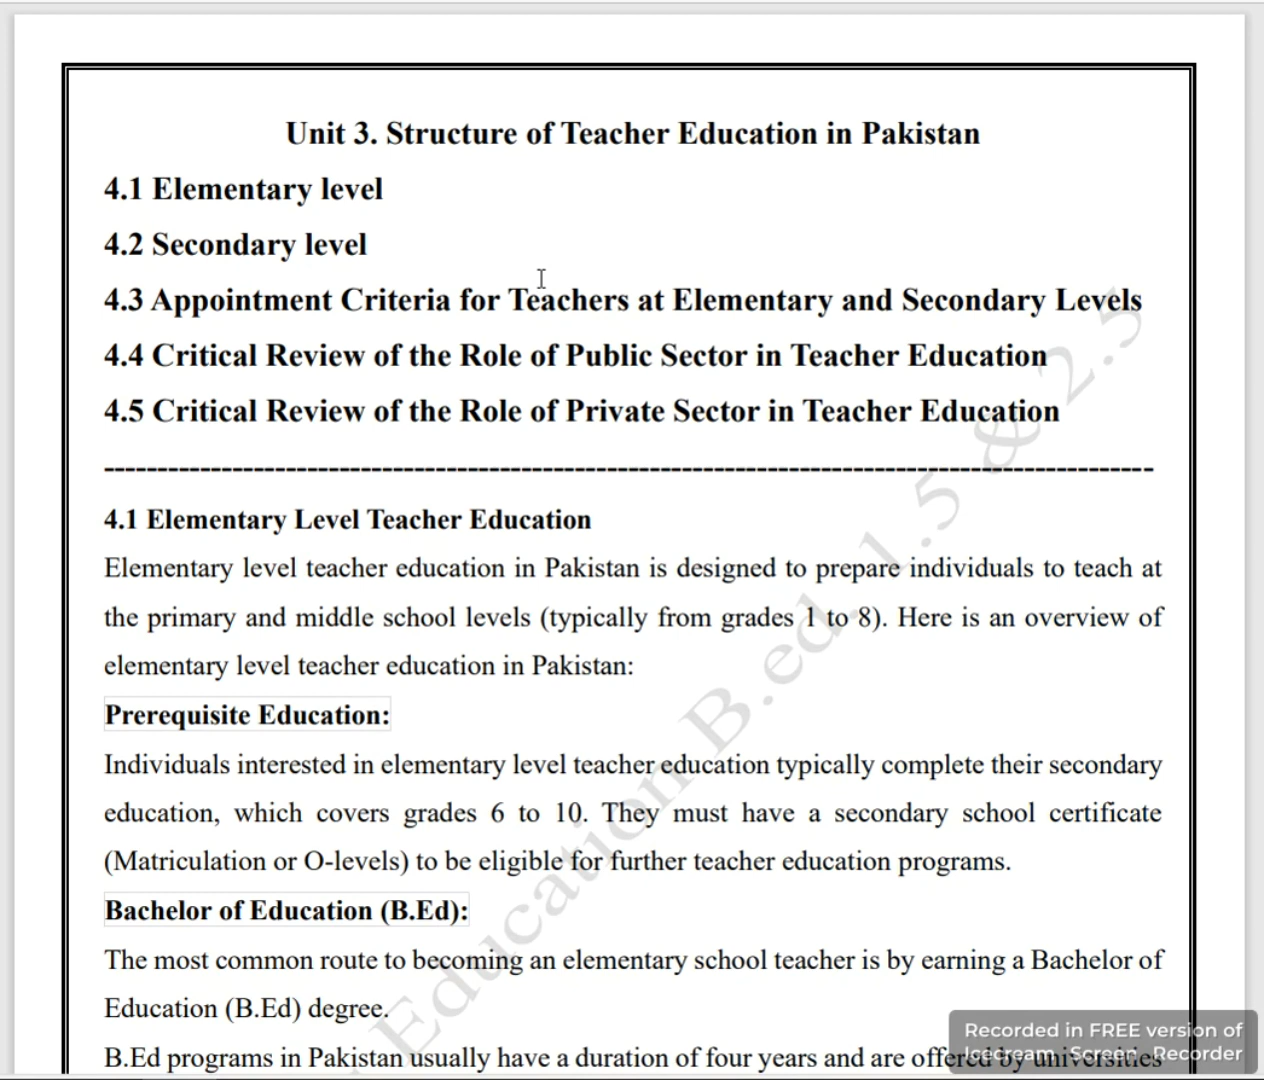 Unit 3. Structure of Teacher Education in Pakistan
4.1 Elementary level
4.2 Secondary level
4.3 Appointment Criteria for Teachers at Elementary and Secondary Levels
4.4 Critical Review of the Role of Public Sector in Teacher Education
4.5 Critical Review of the Role of Private Sector in Teacher Education
--------------------------------------------------------------------------------------------
4.1 Elementary Level Teacher Education
Elementary level teacher education in Pakistan is designed to prepare individuals to teach at
the primary and middle school levels (typically from grades 1 to 8). Here is an overview of
elementary level teacher education in Pakistan:
Prerequisite Education:
Individuals interested in elementary level teacher education typically complete their secondary
education, which covers grades 6 to 10. They must have a secondary school certificate
(Matriculation or O-levels) to be eligible for further teacher education programs.
Bachelor of Education (B.Ed):
The most common route to becoming an elementary school teacher is by earning a Bachelor of
Education (B.Ed) degree.
B.Ed programs in Pakistan usually have a duration of four years and are offered by universities
Education B.ed. 1.5 & 2.5
Recorded in FREE version of
Icecream Screen Recorder